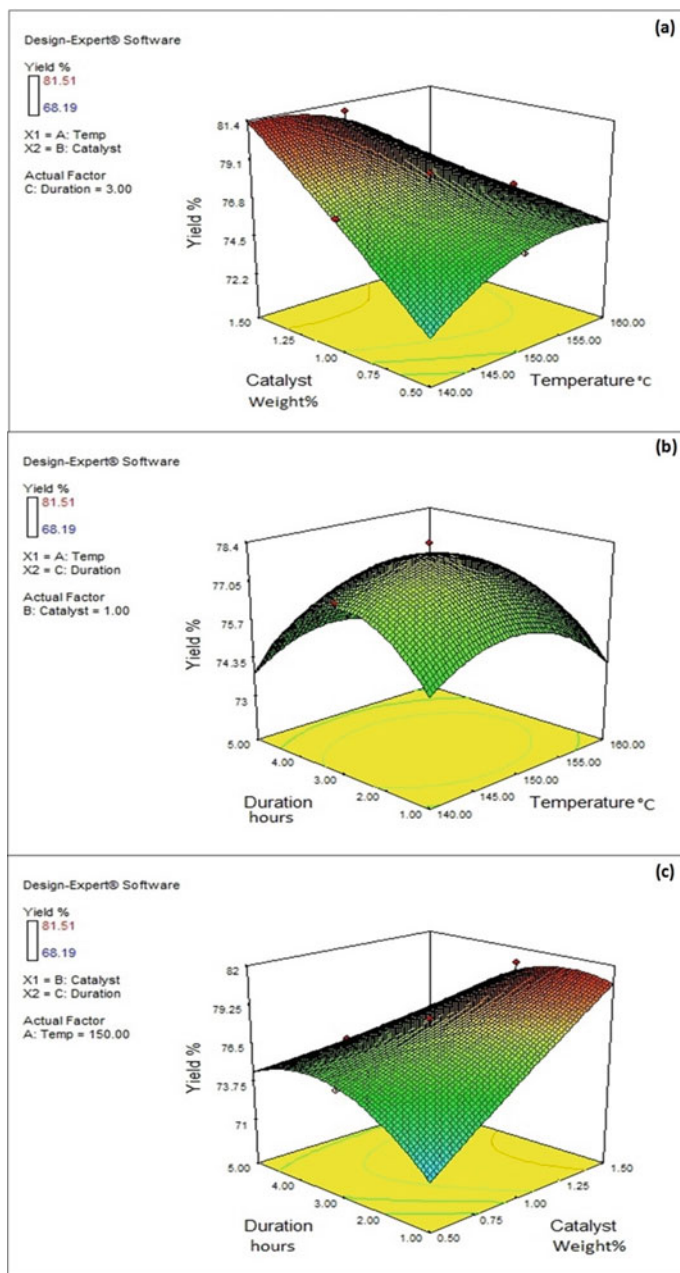 (a)
Design-Expert® Software
Yield %
81.51
68.19
X1 = A: Temp
X2 = B: Catalyst
Actual Factor
C: Duration = 3.00
81.4
79.1
76.8
74.5
72.2
Yield %
1.50
1.25
1.00
0.75
0.50
140.00
145.00
150.00
155.00
160.00
Catalyst
Weight%
Temperature °C
(b)
Design-Expert® Software
Yield %
81.51
68.19
X1 = A: Temp
X2 = C: Duration
Actual Factor
B: Catalyst = 1.00
78.4
77.05
75.7
74.35
73
Yield %
5.00
4.00
3.00
2.00
1.00
140.00
145.00
150.00
155.00
160.00
Duration
hours
Temperature °C
(c)
Design-Expert® Software
Yield %
81.51
68.19
X1 = B: Catalyst
X2 = C: Duration
Actual Factor
A: Temp = 150.00
82
79.25
76.5
73.75
71
Yield %
5.00
4.00
3.00
2.00
1.00
0.50
0.75
1.00
1.25
1.50
Duration
hours
Catalyst
Weight%